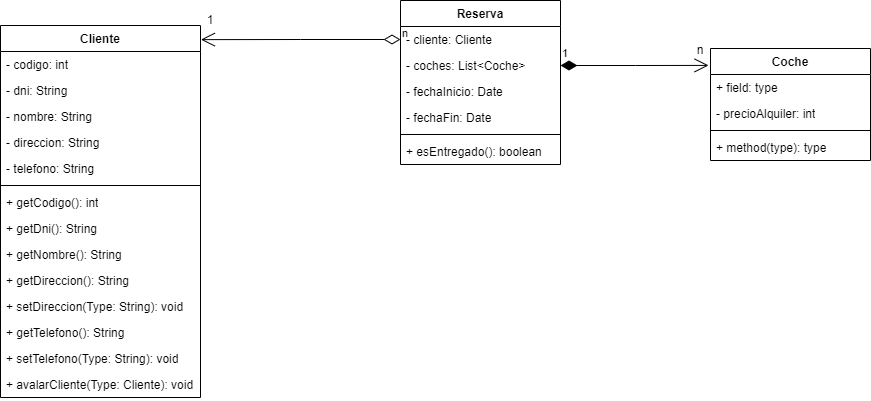 Cliente
- codigo: int
- dni: String
- nombre: String
- direccion: String
- telefono: String
+ getCodigo(): int
+ getDni(): String
+ getNombre(): String
+ getDireccion(): String
+ setDireccion(Type: String): void
+ getTelefono(): String
+ setTelefono(Type: String): void
+ avalarCliente(Type: Cliente): void
1
n
Reserva
- cliente: Cliente
- coches: List<Coche>
- fechaInicio: Date
- fechaFin: Date
+ esEntregado(): boolean
1
n
Coche
+ field: type
- precioAlquiler: int
+ method(type): type